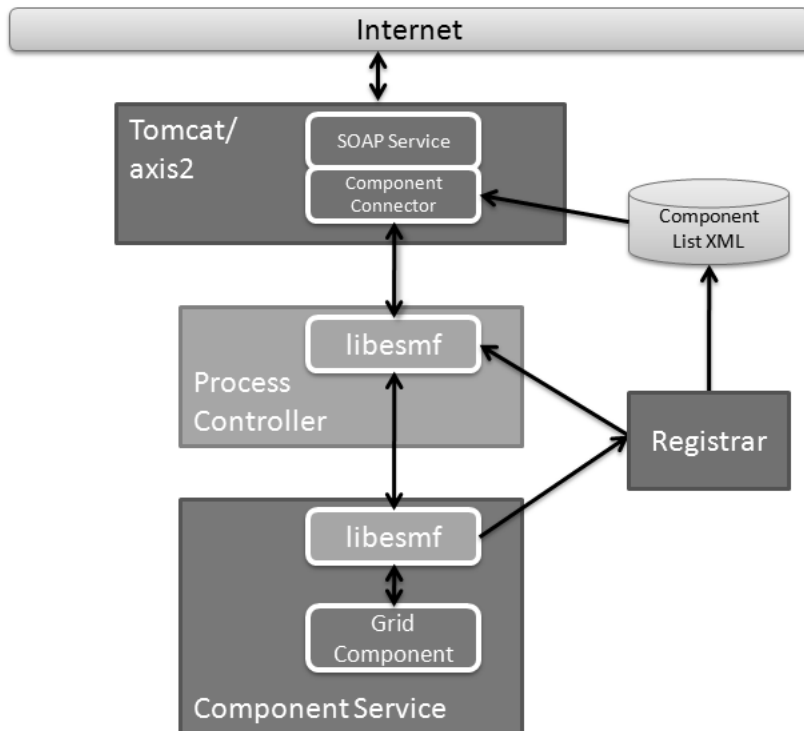 Internet
Tomcat/
axis2
SOAP Service
Component
Connector
Component
List XML
libesmf
Process
Controller
Registrar
libesmf
Grid
Component
Component Service